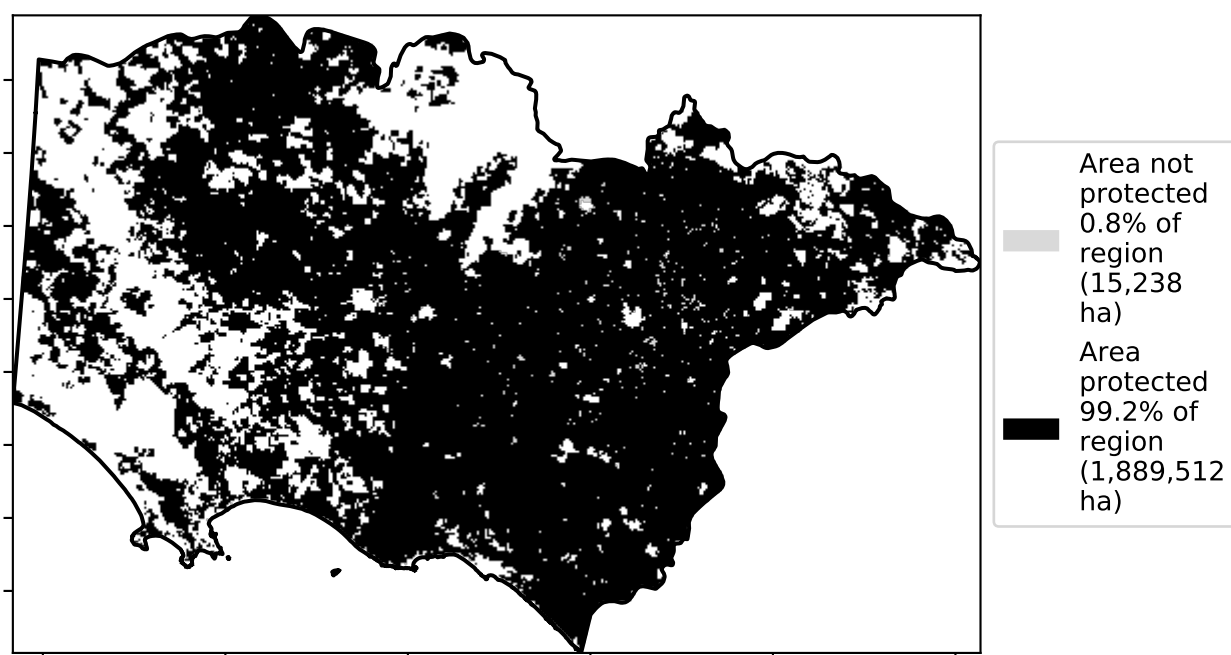 Area not
protected
0.8% of
region
(15,238
ha)
Area
protected
99.2% of
region
(1,889,512
ha)